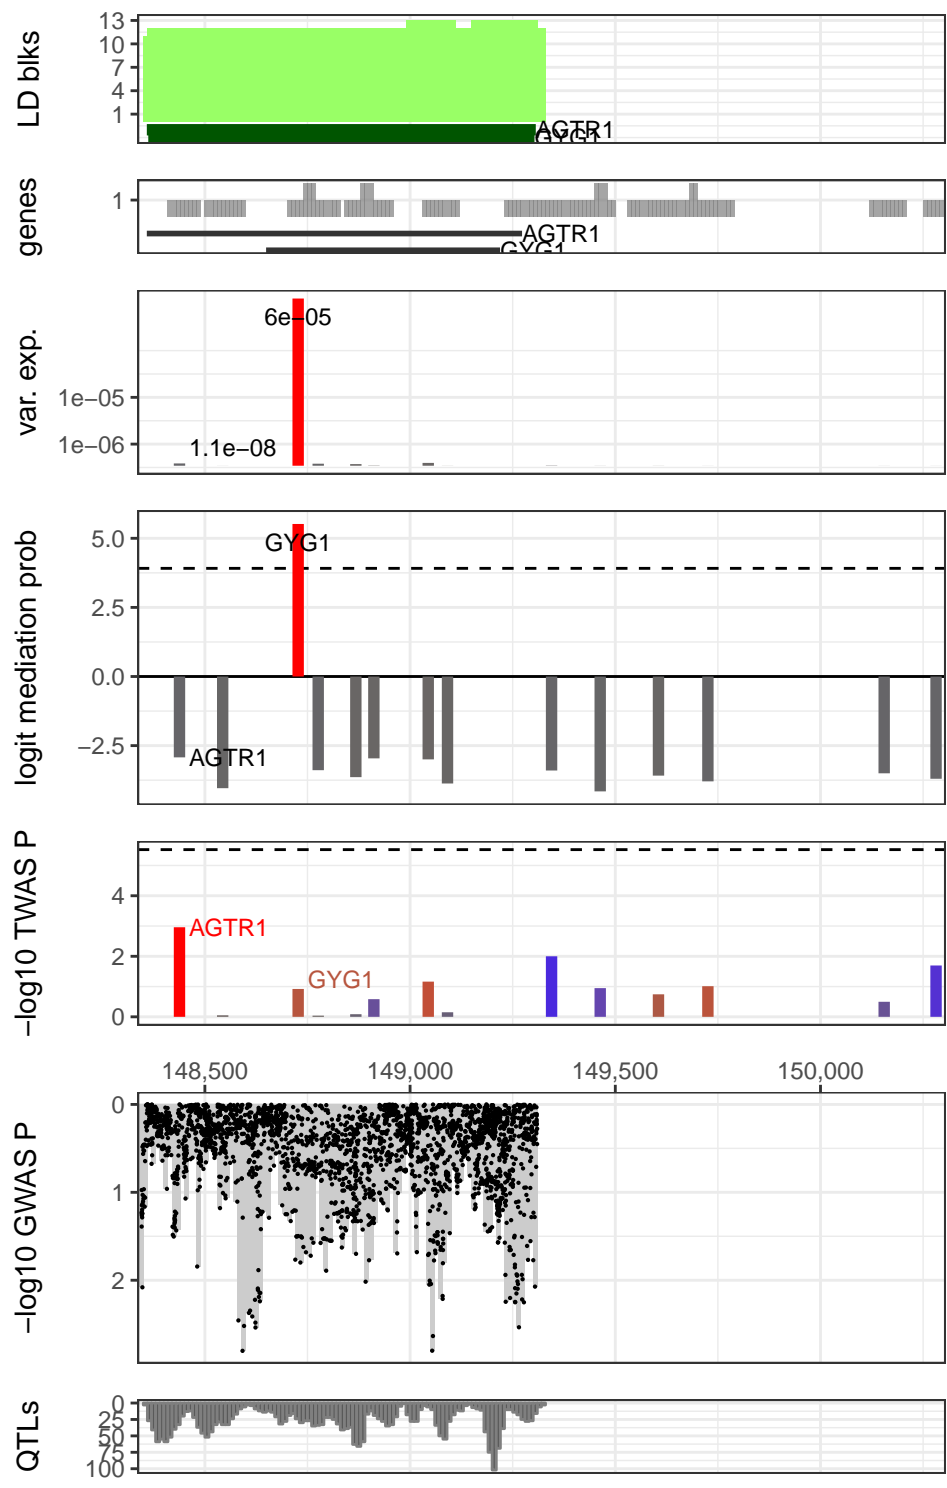 LD blks
13
10
7
4
1
AGTR1
GYG1
genes
1
AGTR1
GYG1
var. exp.
1e−05
1e−06
6e−05
1.1e−08
logit mediation prob
5.0
2.5
0.0
−2.5
GYG1
AGTR1
−log10 TWAS P
4
2
0
AGTR1
GYG1
148,500 149,000 149,500 150,000
−log10 GWAS P
0
1
2
QTLs
0
25
50
75
100